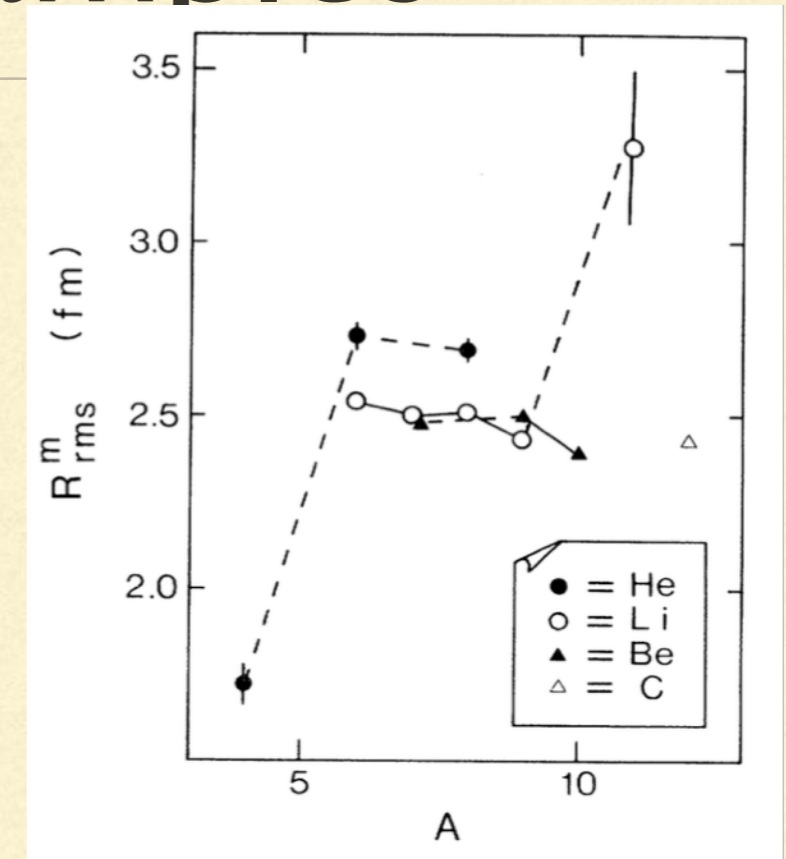 3.5
3.0
2.5
2.0
R^m_rms (fm)
5
10
A
● = He
○ = Li
▲ = Be
△ = C